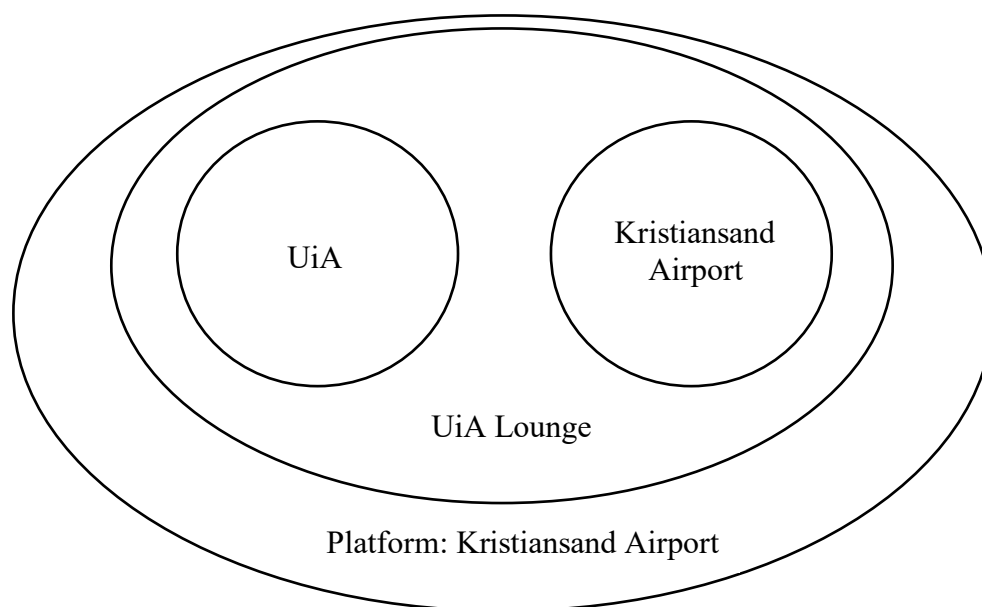 UiA
Kristiansand
Airport
UiA Lounge
Platform: Kristiansand Airport